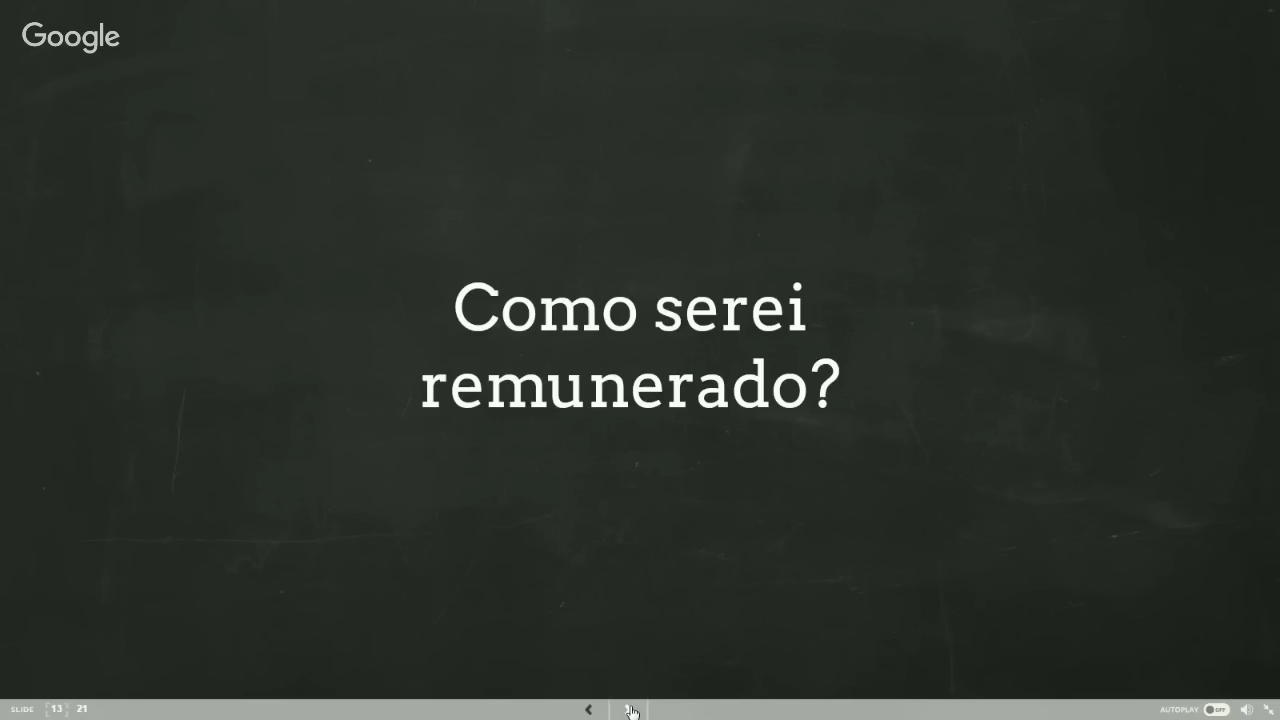 Google
Como serei
remunerado?
SLIDE 13 21
AUTOPLAY OFF